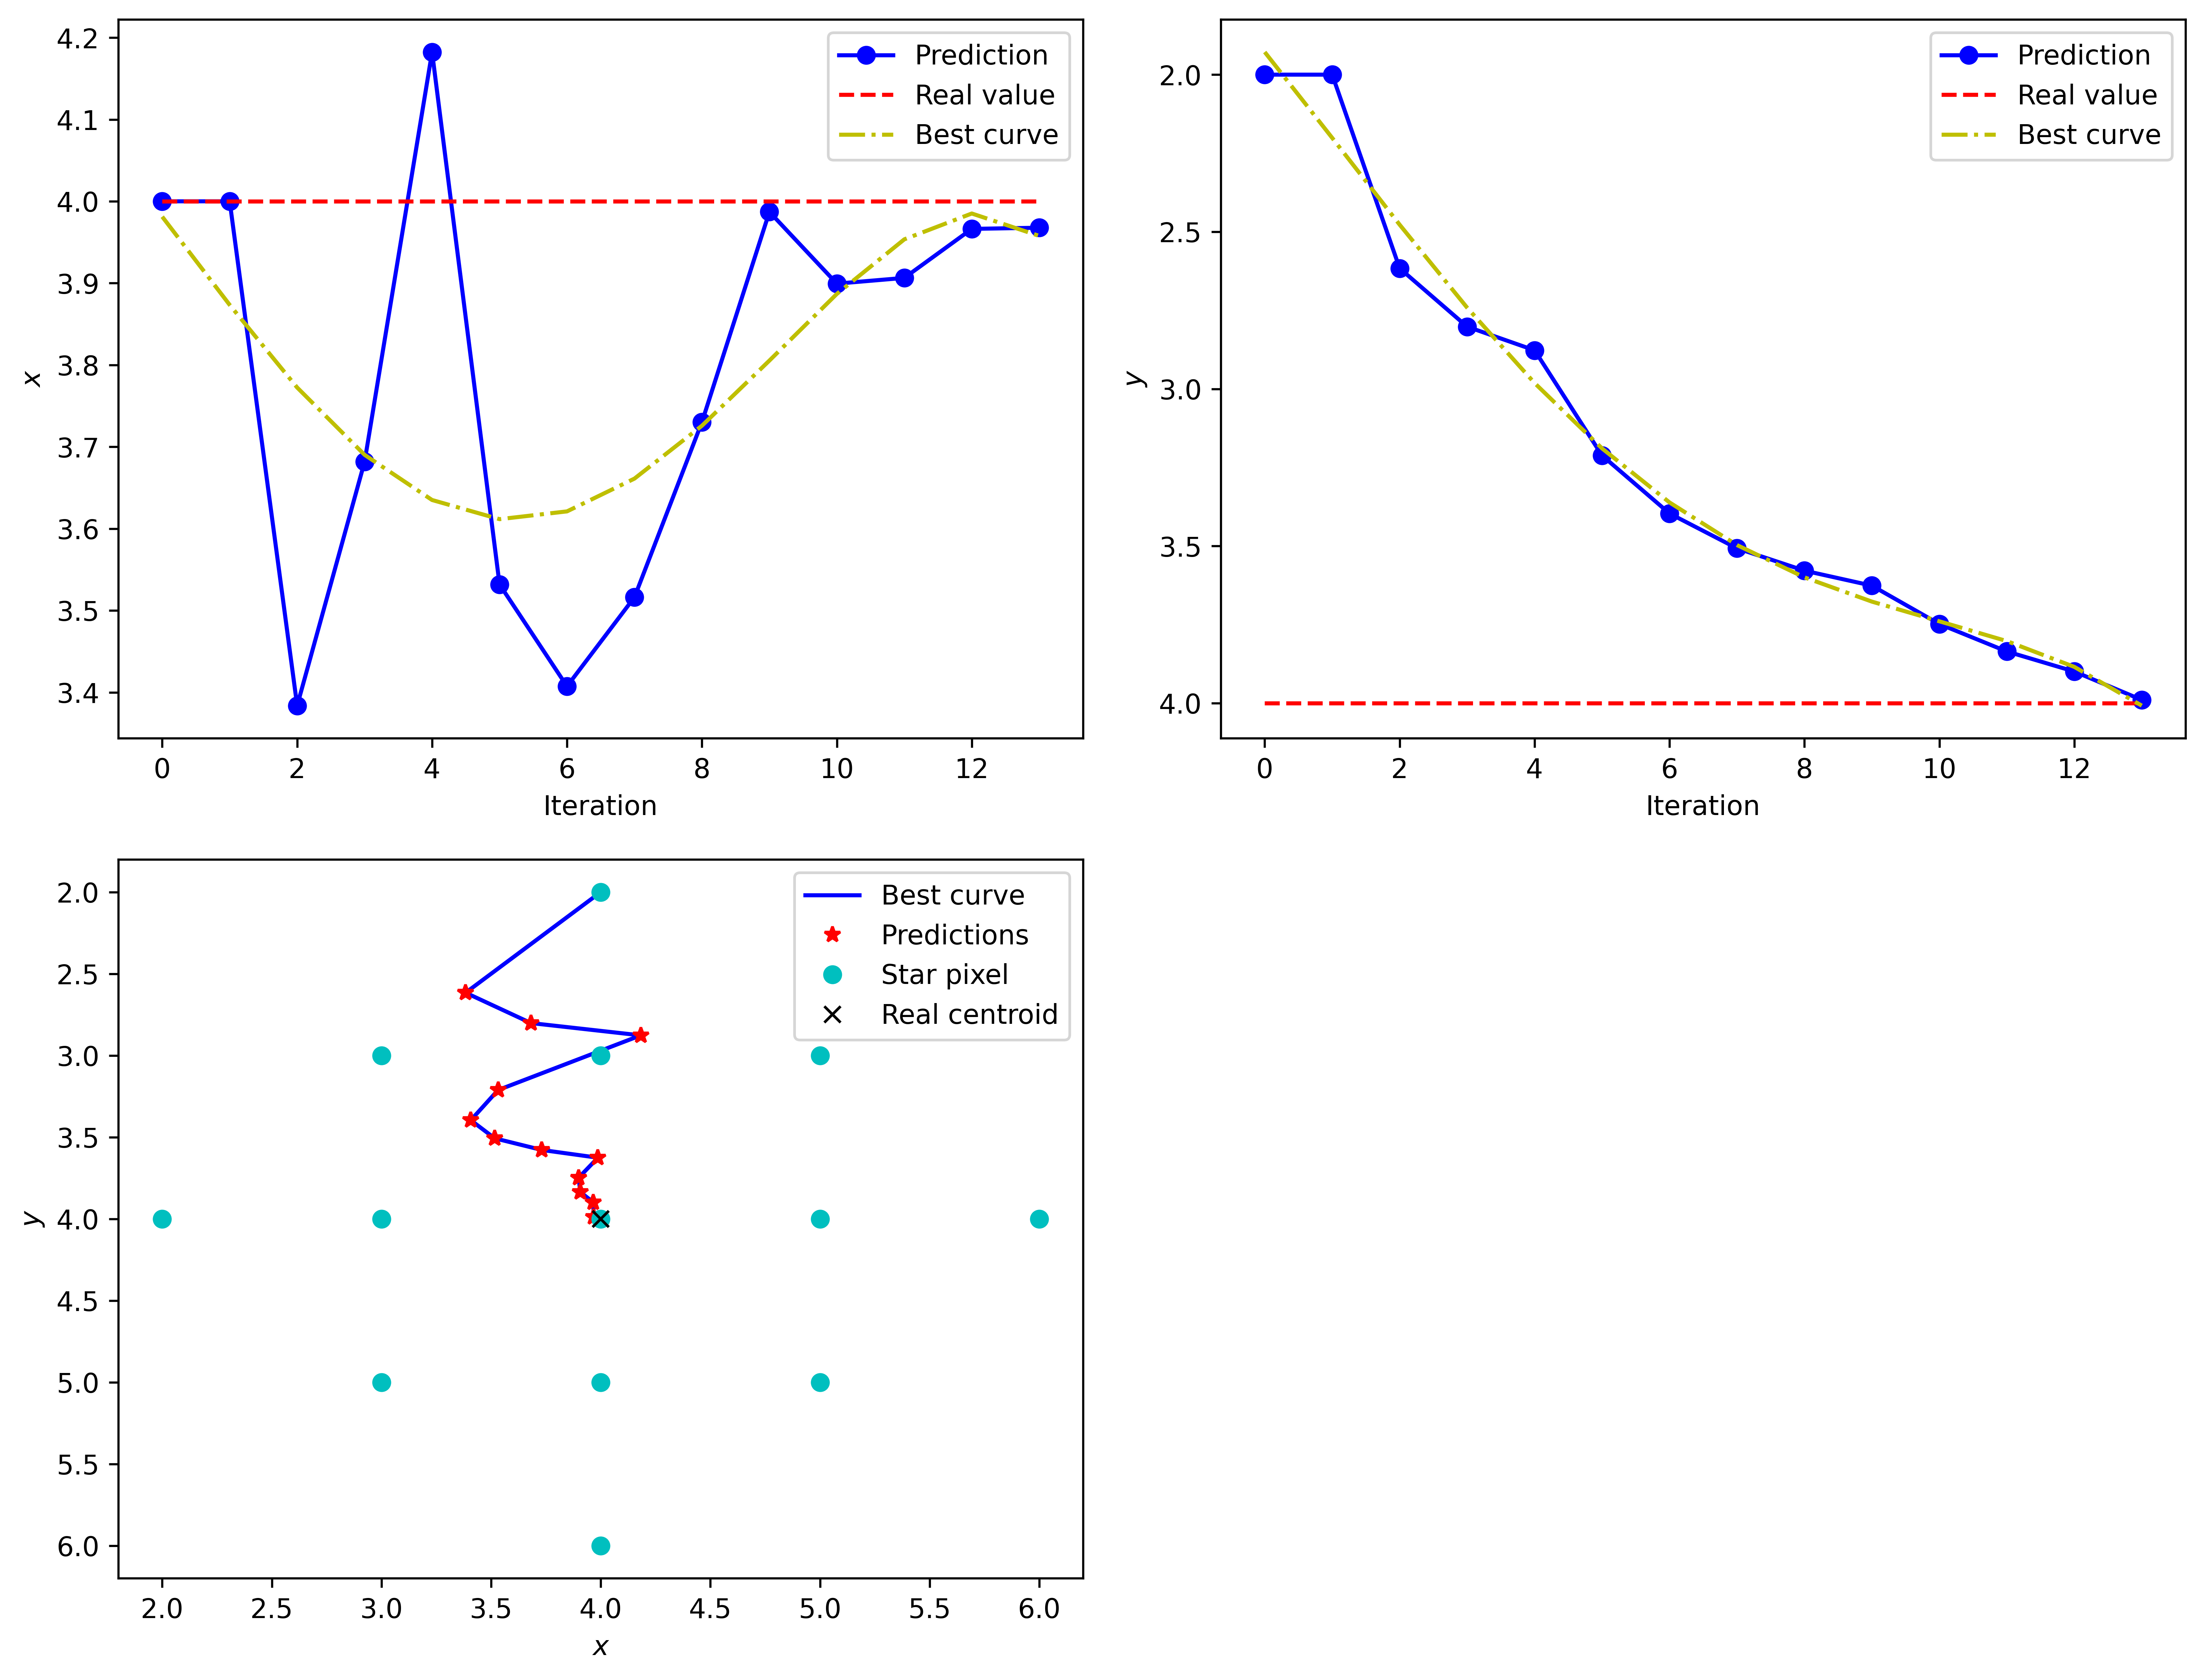 4.2
4.1
4.0
3.9
3.8
3.7
3.6
3.5
3.4
x
0 2 4 6 8 10 12
Iteration
Prediction
Real value
Best curve
2.0
2.5
3.0
3.5
4.0
y
0 2 4 6 8 10 12
Iteration
Prediction
Real value
Best curve
2.0
2.5
3.0
3.5
4.0
4.5
5.0
5.5
6.0
y
2.0 2.5 3.0 3.5 4.0 4.5 5.0 5.5 6.0
x
Best curve
Predictions
Star pixel
Real centroid